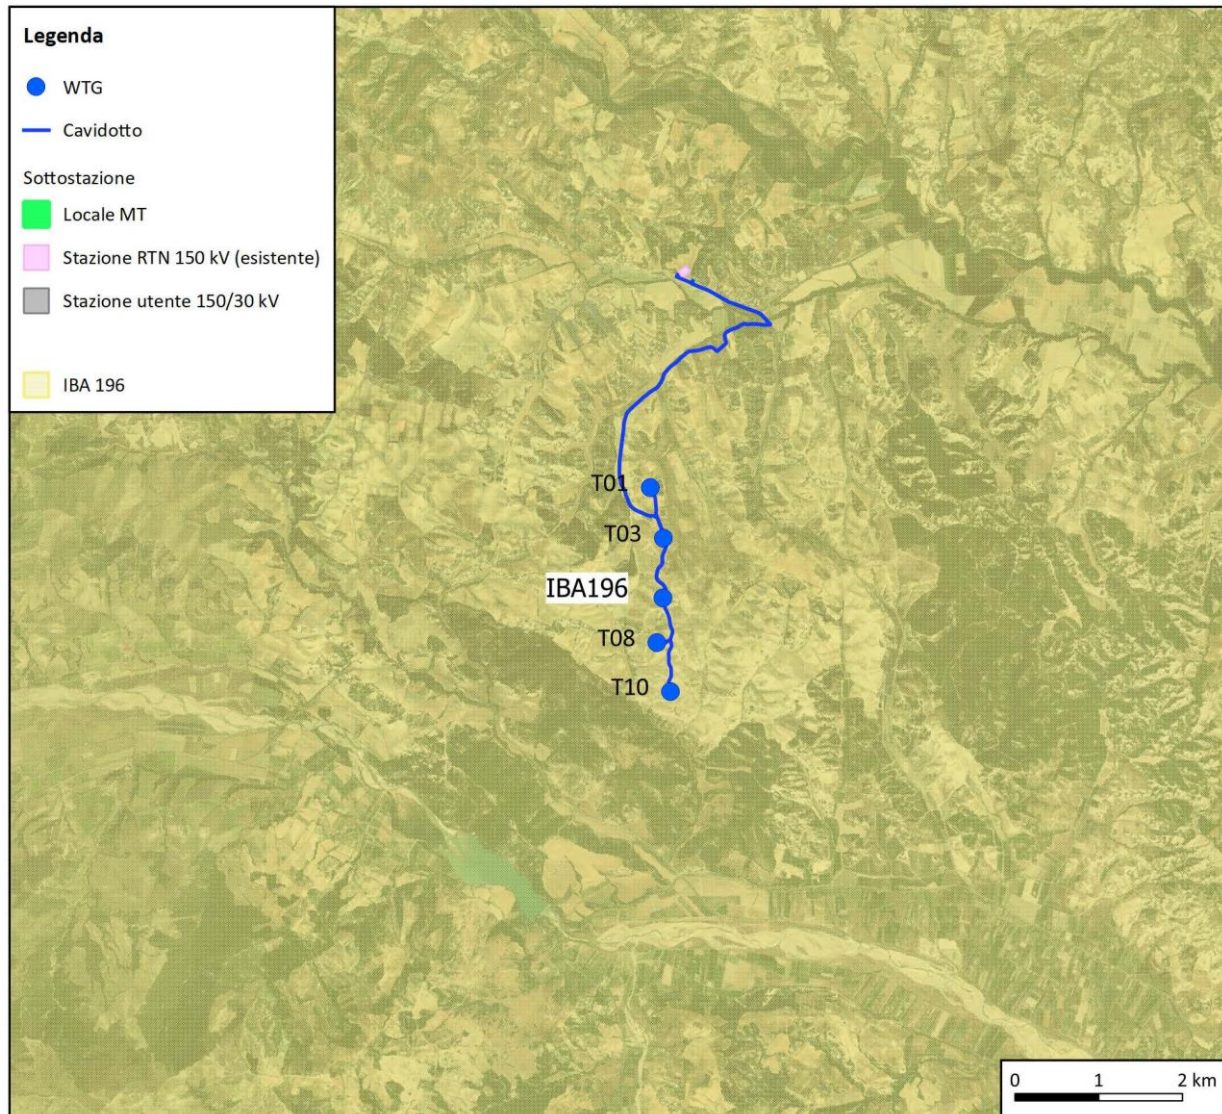 Legenda
WTG
Cavidotto
Sottostazione
Locale MT
Stazione RTN 150 kV (esistente)
Stazione utente 150/30 kV
IBA 196
T01
T03
IBA196
T08
T10
0 1 2 km